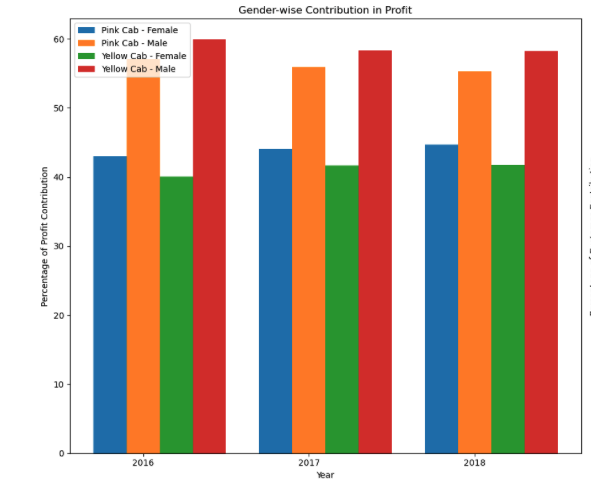 Gender-wise Contribution in Profit
Pink Cab - Female
Pink Cab - Male
Yellow Cab - Female
Yellow Cab - Male
60
50
40
30
20
10
0
Percentage of Profit Contribution
2016 2017 2018
Year